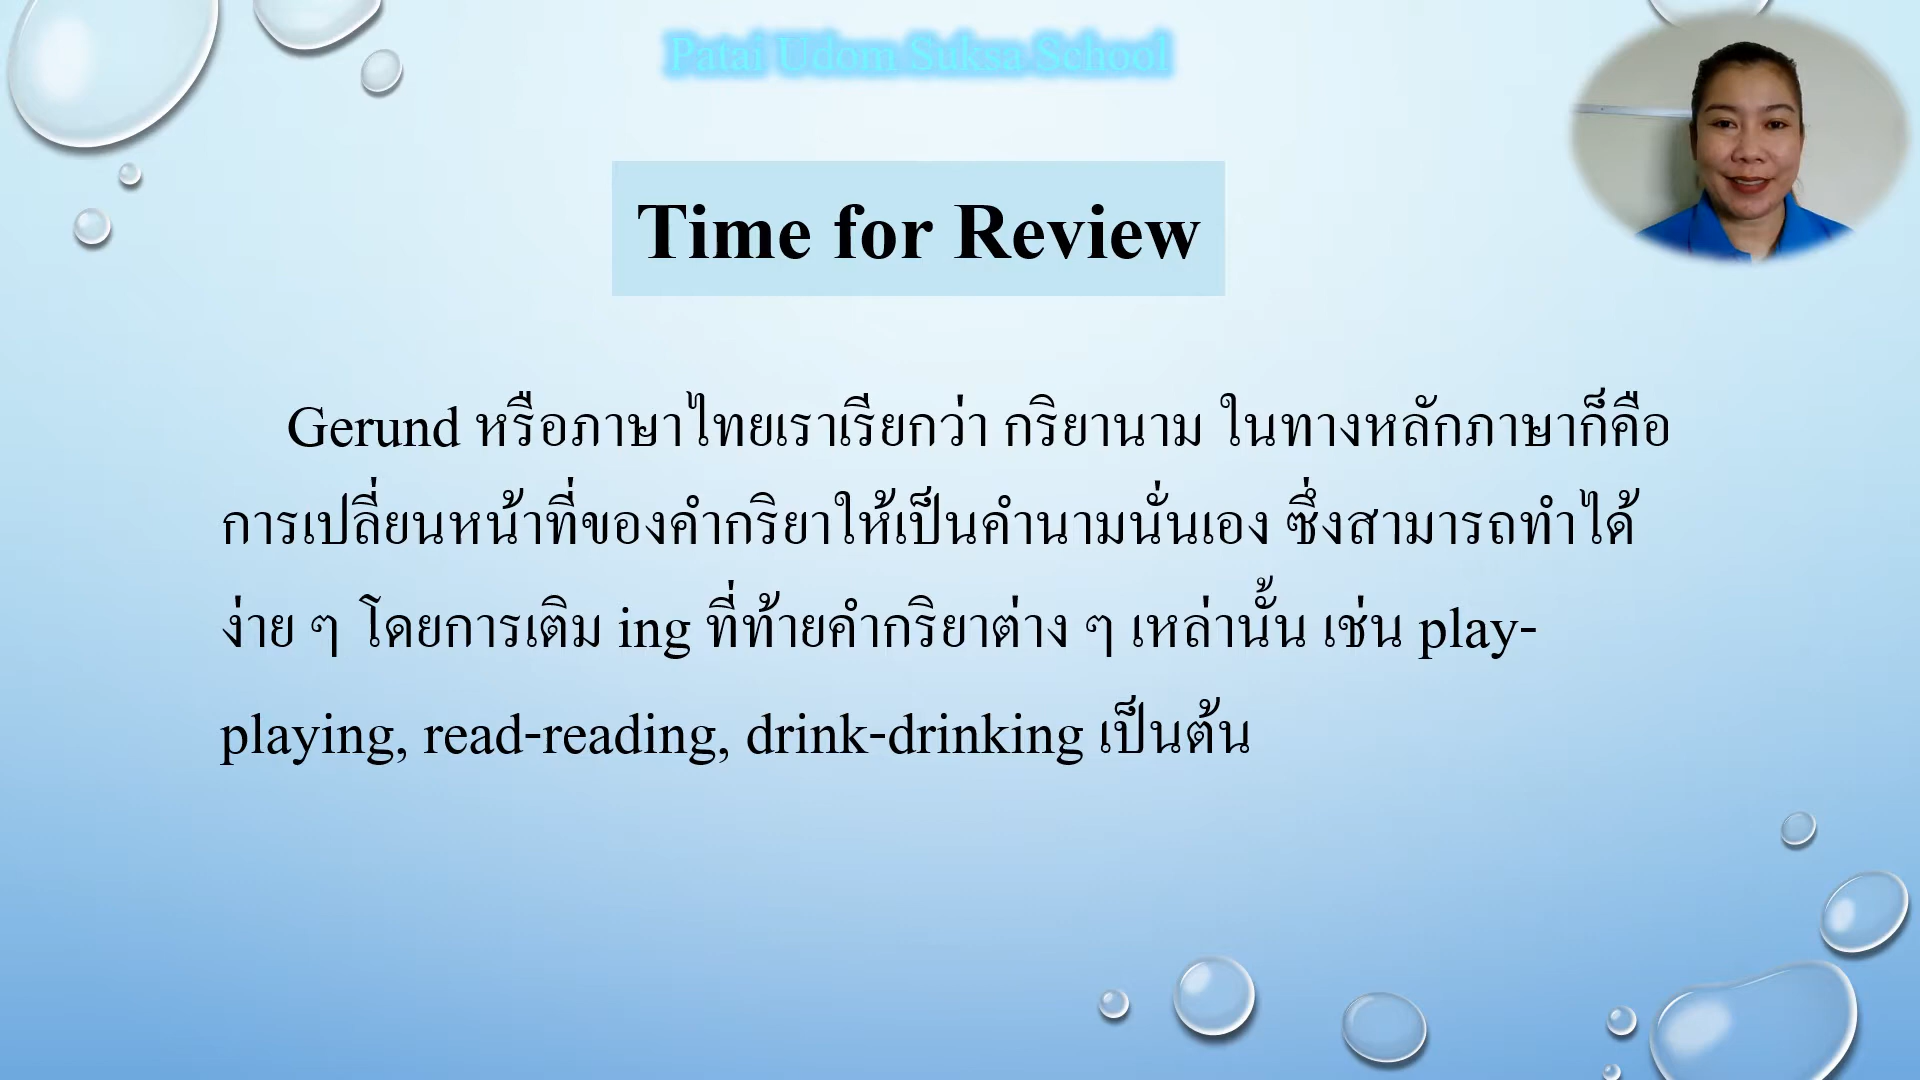 Patai Udom Suksa School
Time for Review
Gerund หรือภาษาไทยเราเรียกว่า กริยานาม ในทางหลักภาษาก็คือ
การเปลี่ยนหน้าที่ของคำกริยาให้เป็นคำนามนั่นเอง ซึ่งสามารถทำได้
ง่าย ๆ โดยการเติม ing ที่ท้ายคำกริยาต่าง ๆ เหล่านั้น เช่น play-
playing, read-reading, drink-drinking เป็นต้น